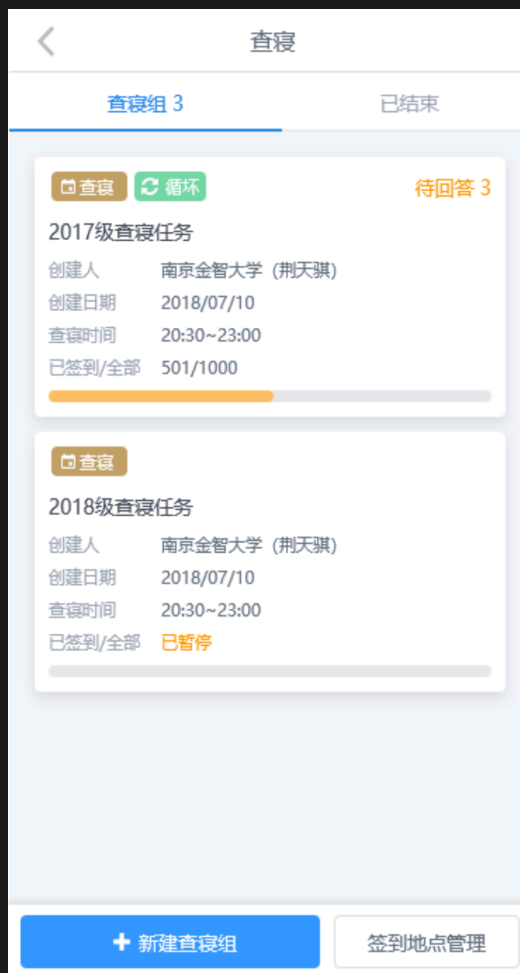 查寝
查寝组 3 已结束
查寝 循环 待回答 3
2017级查寝任务
创建人 南京金智大学 (荆天骐)
创建日期 2018/07/10
查寝时间 20:30~23:00
已签到/全部 501/1000
查寝
2018级查寝任务
创建人 南京金智大学 (荆天骐)
创建日期 2018/07/10
查寝时间 20:30~23:00
已签到/全部 已暂停
新建查寝组 签到地点管理